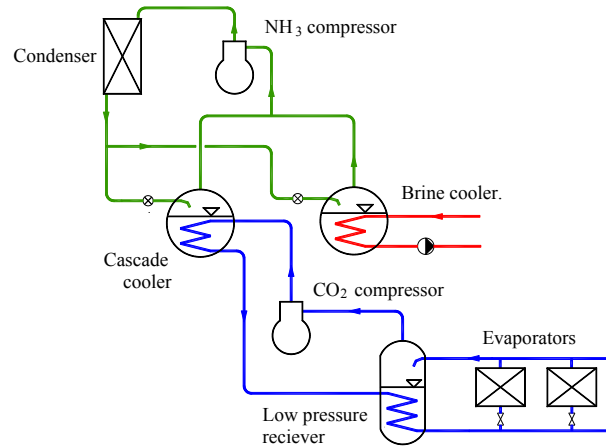 NH3 compressor
Condenser
Brine cooler.
Cascade
cooler
CO2 compressor
Evaporators
Low pressure
reciever